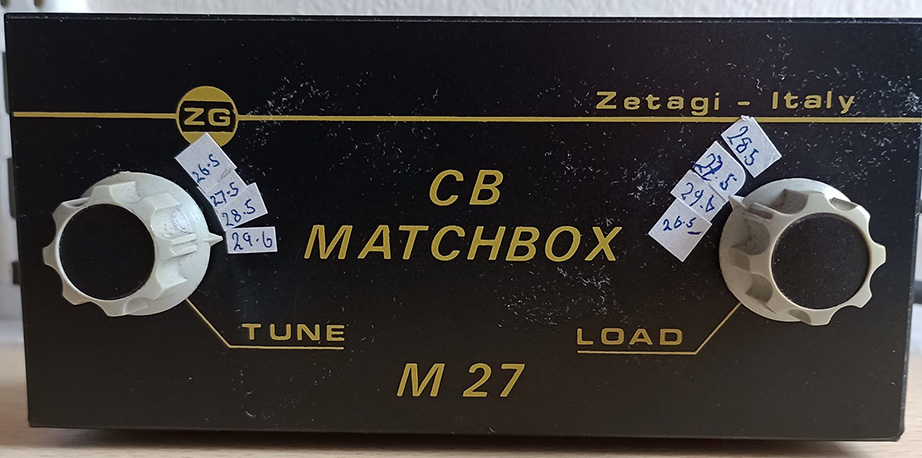 ZG
Zetagi - Italy
26.5
27.5
28.5
29.6
28.5
27.5
29.6
26.5
CB
MATCHBOX
TUNE
LOAD
M 27